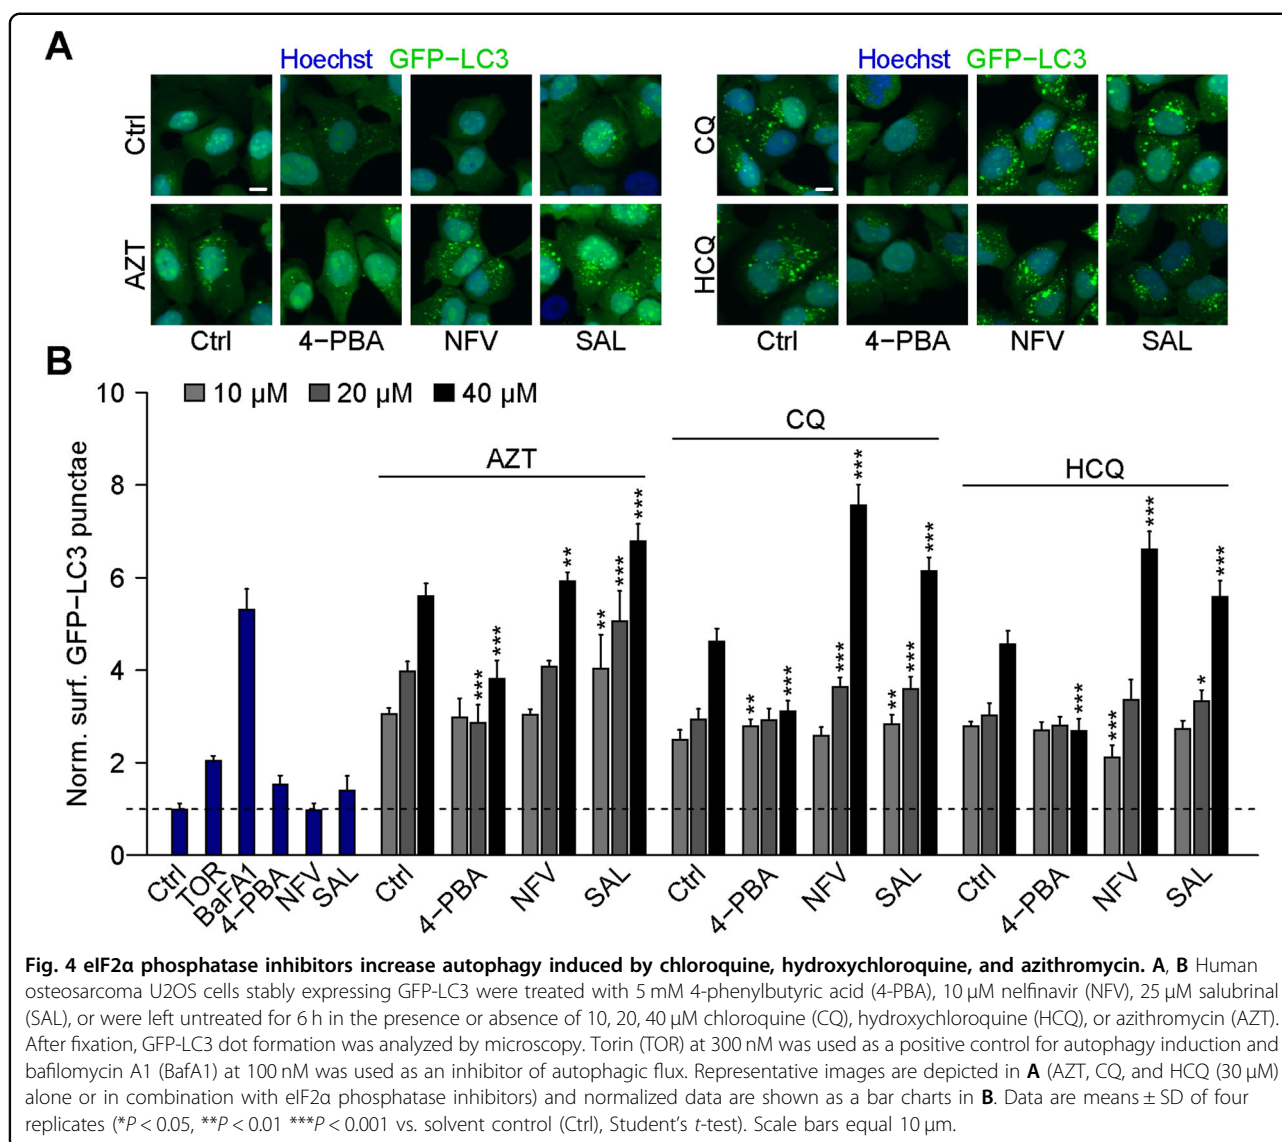 A
Hoechst GFP−LC3
Hoechst GFP−LC3
Ctrl
CQ
AZT
HCQ
Ctrl 4−PBA NFV SAL
Ctrl 4−PBA NFV SAL
B
10 µM 20 µM 40 µM
Norm. surf. GFP−LC3 punctae
10
8
6
4
2
0
AZT
CQ
HCQ
*** *** ** ** *** *** ** *** *** *** ** *** *** *** *** *** * ***
Ctrl TOR BaFA1 4−PBA NFV SAL Ctrl 4−PBA NFV SAL Ctrl 4−PBA NFV SAL Ctrl 4−PBA NFV SAL
Fig. 4 eIF2α phosphatase inhibitors increase autophagy induced by chloroquine, hydroxychloroquine, and azithromycin. A, B Human
osteosarcoma U2OS cells stably expressing GFP-LC3 were treated with 5 mM 4-phenylbutyric acid (4-PBA), 10 µM nelfinavir (NFV), 25 µM salubrinal
(SAL), or were left untreated for 6 h in the presence or absence of 10, 20, 40 µM chloroquine (CQ), hydroxychloroquine (HCQ), or azithromycin (AZT).
After fixation, GFP-LC3 dot formation was analyzed by microscopy. Torin (TOR) at 300 nM was used as a positive control for autophagy induction and
bafilomycin A1 (BafA1) at 100 nM was used as an inhibitor of autophagic flux. Representative images are depicted in A (AZT, CQ, and HCQ (30 µM)
alone or in combination with eIF2α phosphatase inhibitors) and normalized data are shown as a bar charts in B. Data are means ± SD of four
replicates (*P < 0.05, **P < 0.01 ***P < 0.001 vs. solvent control (Ctrl), Student's t-test). Scale bars equal 10 µm.